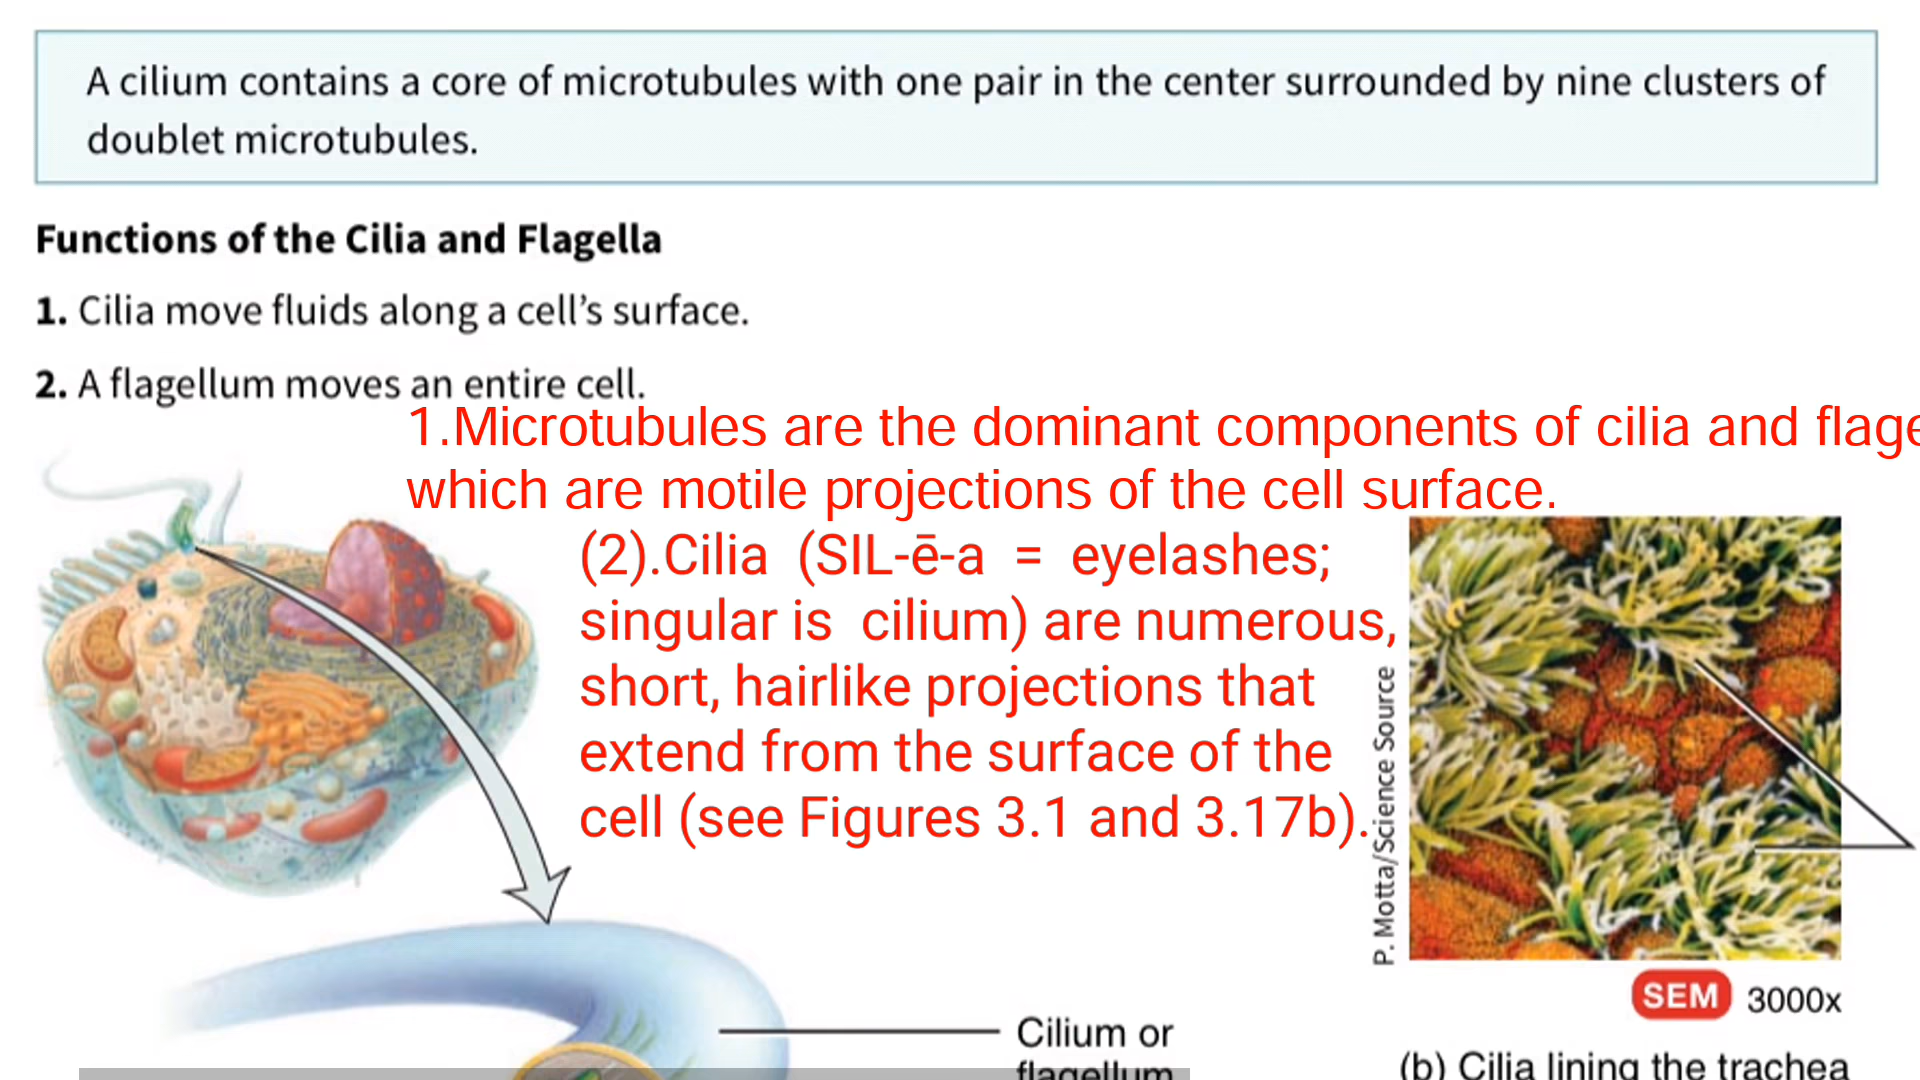 A cilium contains a core of microtubules with one pair in the center surrounded by nine clusters of
doublet microtubules.
Functions of the Cilia and Flagella
1. Cilia move fluids along a cell's surface.
2. A flagellum moves an entire cell.
1.Microtubules are the dominant components of cilia and
which are motile projections of the cell surface.
(2).Cilia (SIL-ē-a = eyelashes;
singular is cilium) are numerous,
short, hairlike projections that
extend from the surface of the
cell (see Figures 3.1 and 3.17b).
P. Motta/Science Source
SEM 3000x
Cilium or
flagellum
(b) Cilia lining the trachea